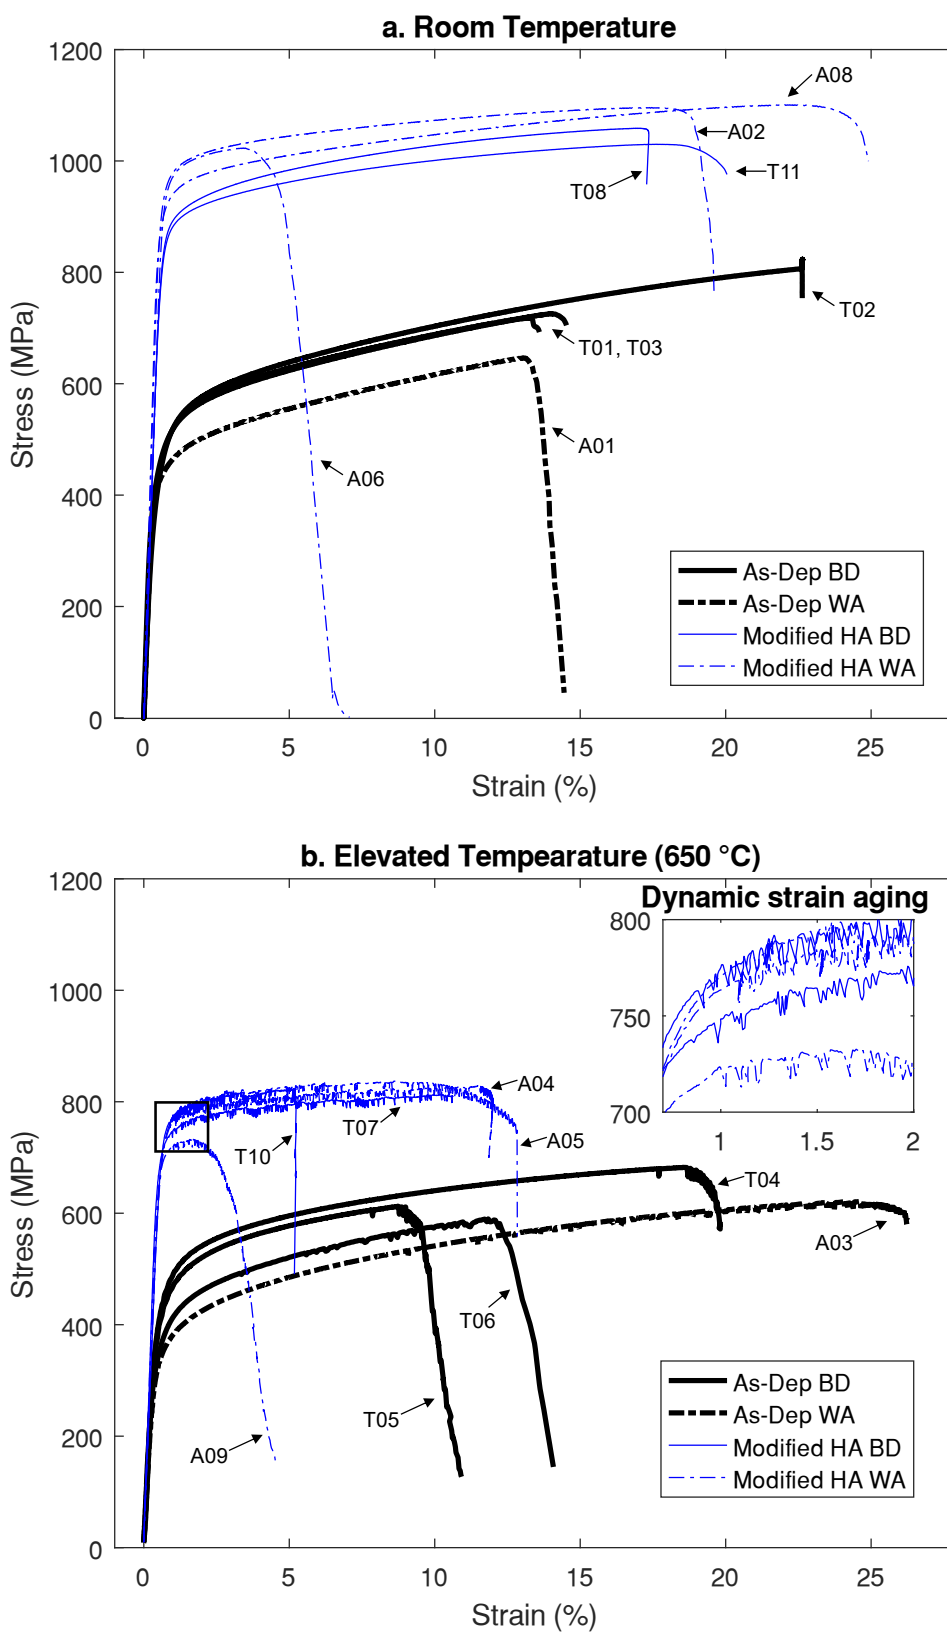 a. Room Temperature
1200
1000
800
600
400
200
0
Stress (MPa)
A08
A02
T11
T08
T02
T01, T03
A01
A06
As-Dep BD
As-Dep WA
Modified HA BD
Modified HA WA
0 5 10 15 20 25
Strain (%)
b. Elevated Tempearature (650 °C)
1200
1000
800
600
400
200
0
Stress (MPa)
Dynamic strain aging
800
750
700
1 1.5 2
A04
T07
A05
T10
T04
A03
T06
T05
A09
As-Dep BD
As-Dep WA
Modified HA BD
Modified HA WA
0 5 10 15 20 25
Strain (%)